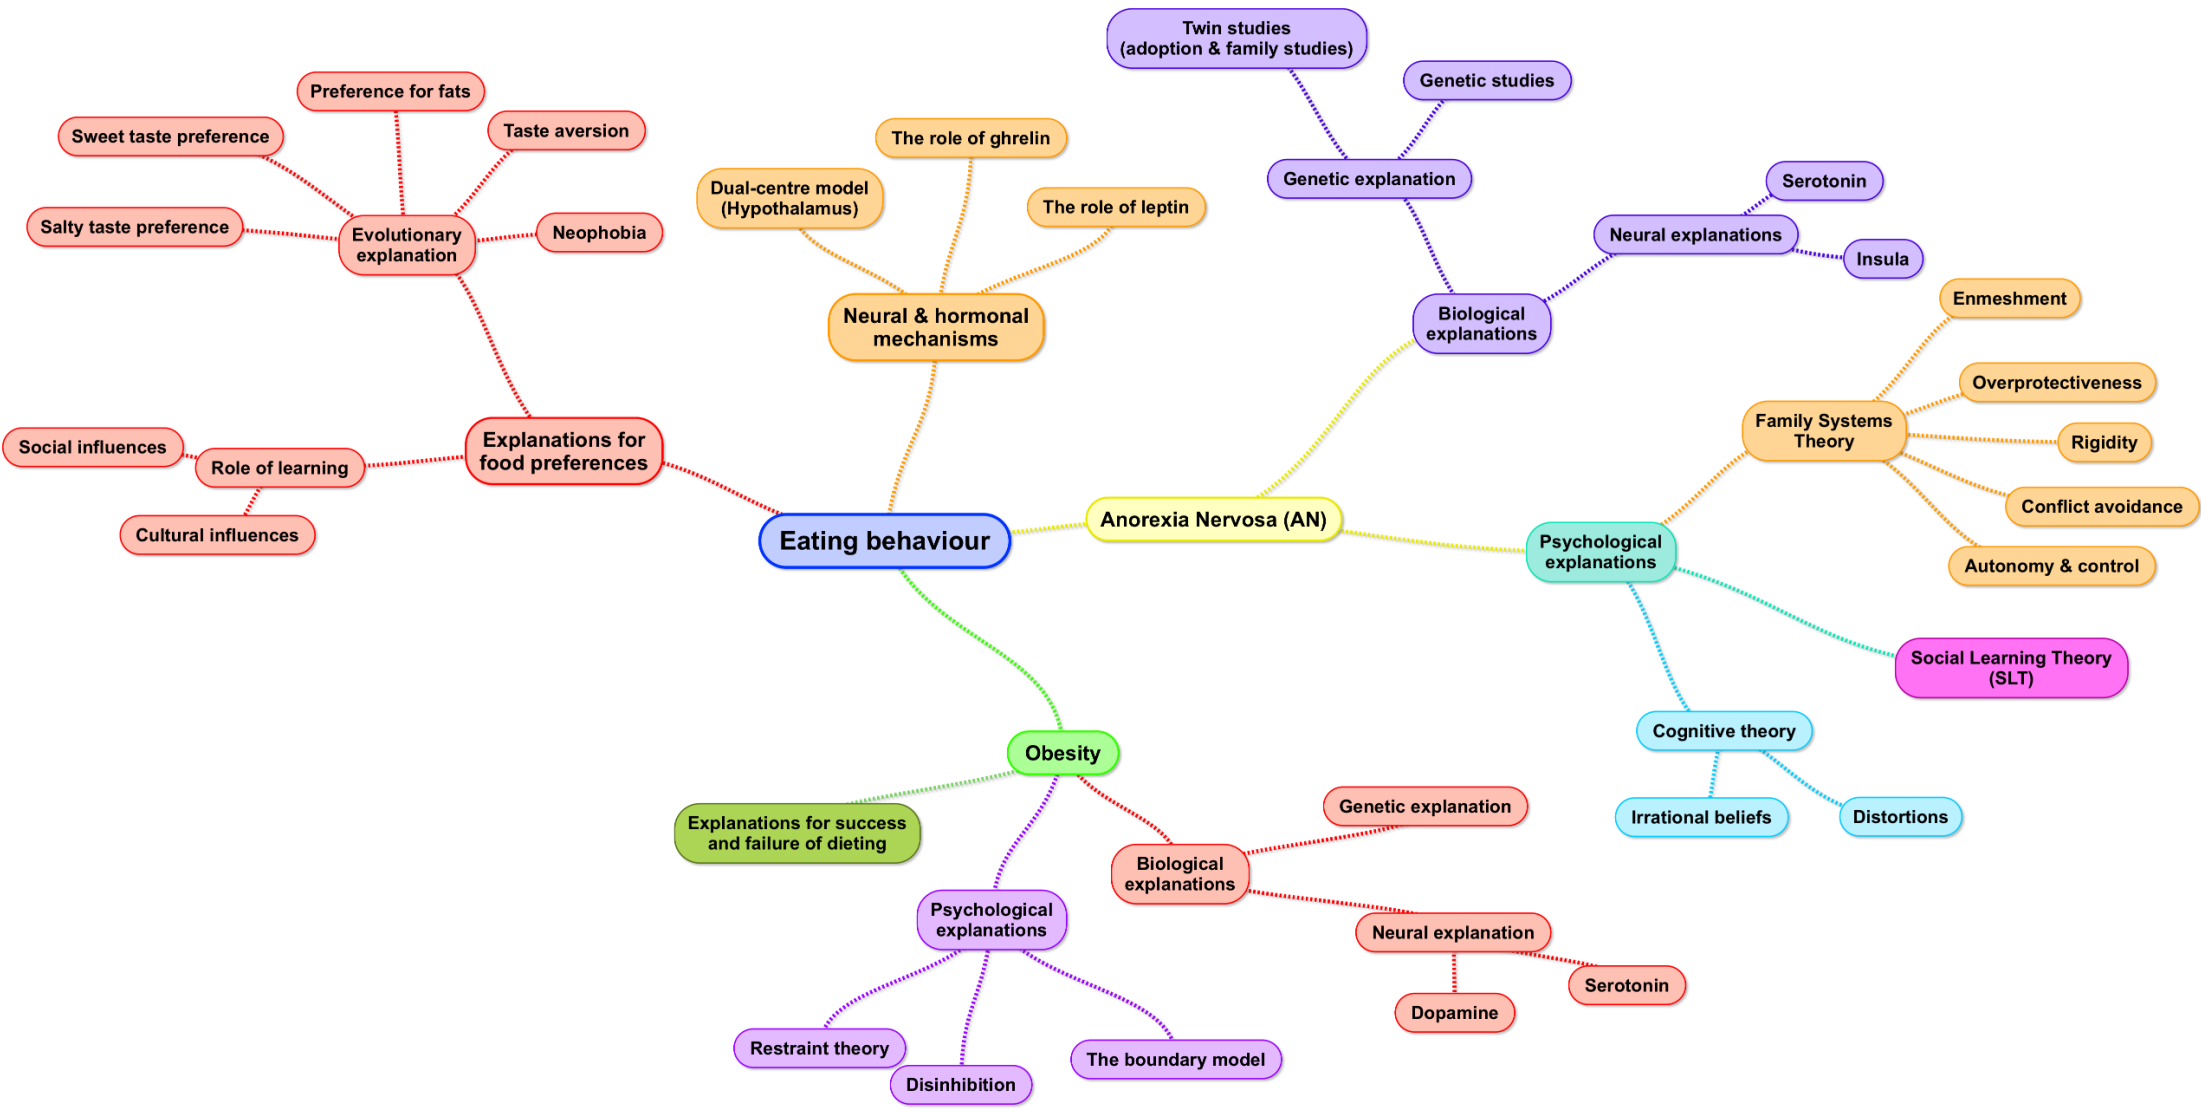 Twin studies
(adoption & family studies)
Genetic studies
Preference for fats
Taste aversion
Sweet taste preference
The role of ghrelin
Genetic explanation
Serotonin
Dual-centre model
(Hypothalamus)
The role of leptin
Salty taste preference
Evolutionary
explanation
Neophobia
Neural explanations
Insula
Enmeshment
Neural & hormonal
mechanisms
Biological
explanations
Overprotectiveness
Family Systems
Theory
Rigidity
Explanations for
food preferences
Social influences
Role of learning
Conflict avoidance
Cultural influences
Eating behaviour
Anorexia Nervosa (AN)
Psychological
explanations
Autonomy & control
Social Learning Theory
(SLT)
Cognitive theory
Obesity
Irrational beliefs
Distortions
Explanations for success
and failure of dieting
Genetic explanation
Biological
explanations
Psychological
explanations
Neural explanation
Serotonin
Dopamine
Restraint theory
The boundary model
Disinhibition